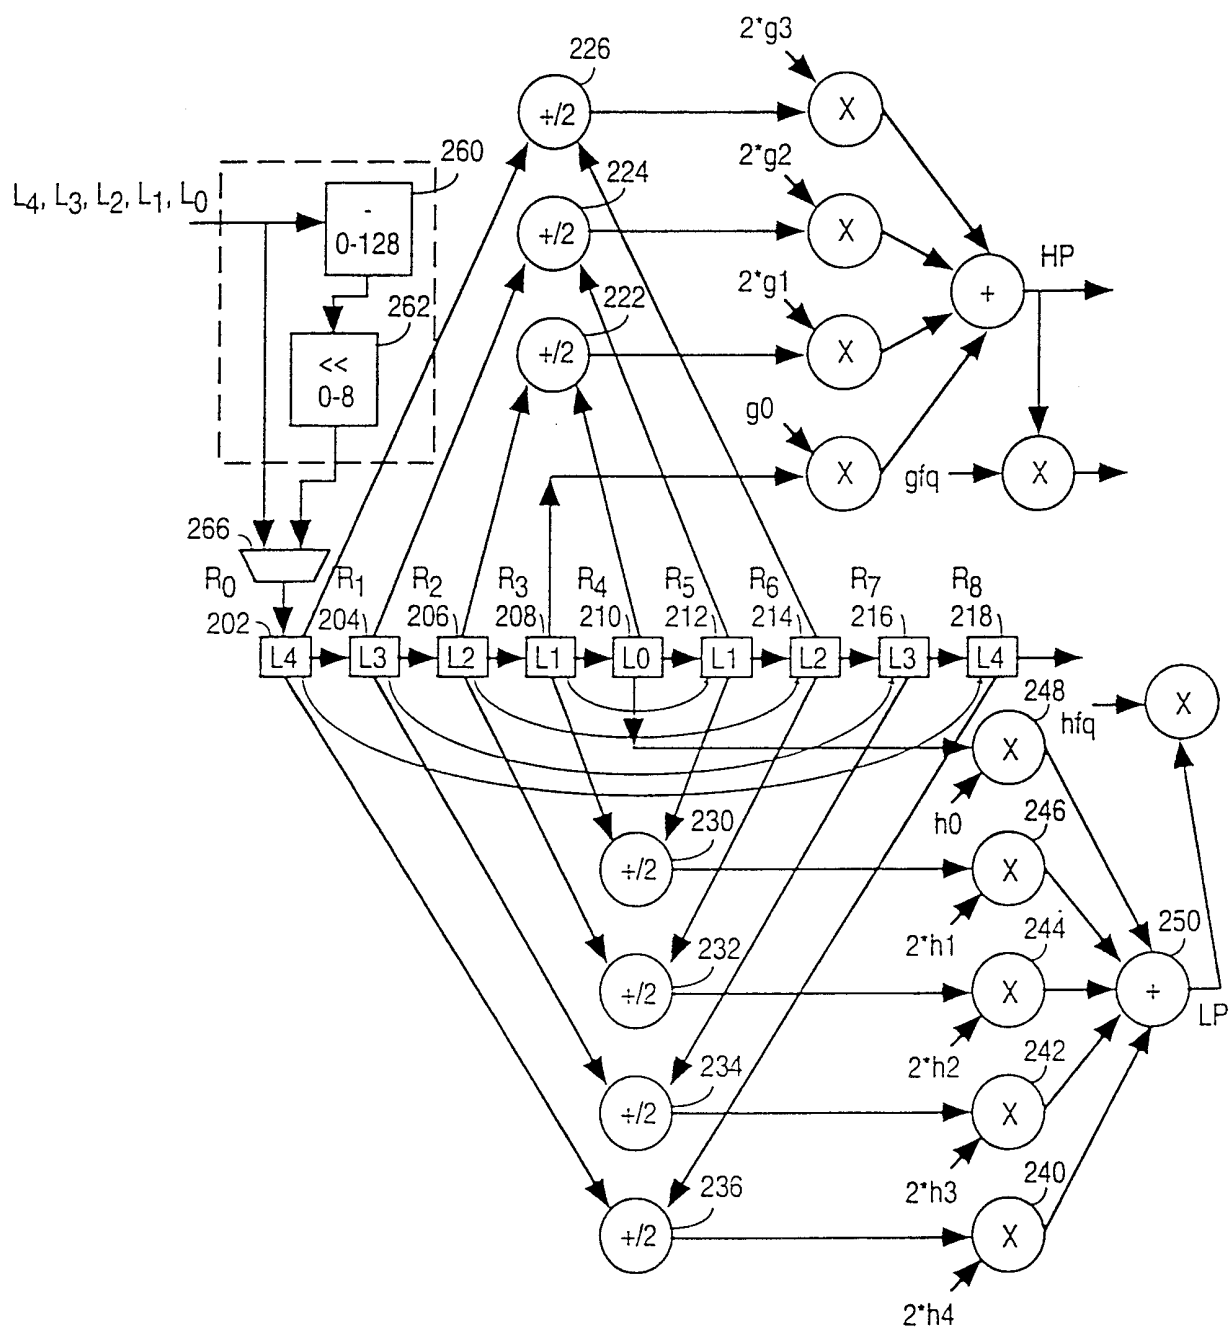 2*g3
226
+/2
X
2*g2
260
224
L4, L3, L2, L1, L0
-
0-128
+/2
X
HP
2*g1
+
262
222
<<
0-8
+/2
X
g0
X
gfq
X
266
R0 R1 R2 R3 R4 R5 R6 R7 R8
202 204 206 208 210 212 214 216 218
L4 L3 L2 L1 L0 L1 L2 L3 L4
248
hfq
X
X
h0
230
246
+/2
X
2*h1
232
244
250
+/2
X
+
LP
2*h2
234
242
+/2
X
2*h3
236
240
+/2
X
2*h4